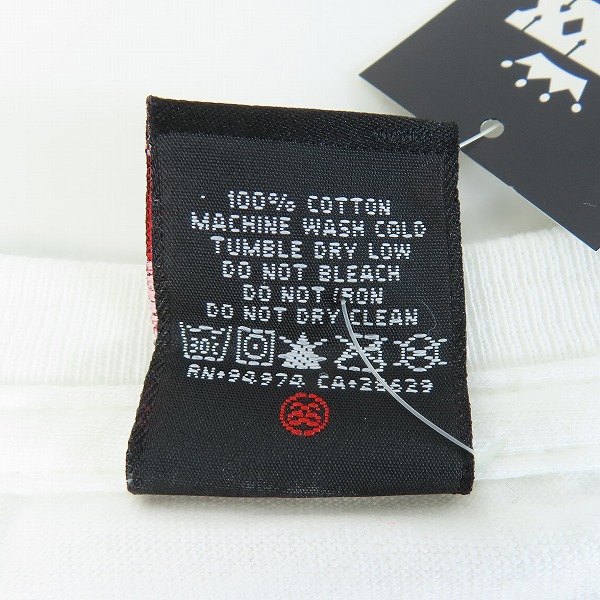 100% COTTON
MACHINE WASH COLD
TUMBLE DRY LOW
DO NOT BLEACH
DO NOT IRON
DO NOT DRY CLEAN
30°
RN*94974 CA*28629